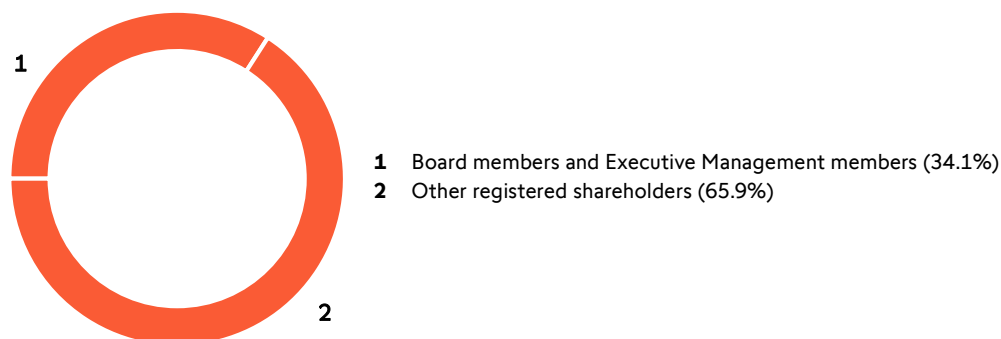 1
1 Board members and Executive Management members (34.1%)
2 Other registered shareholders (65.9%)
2